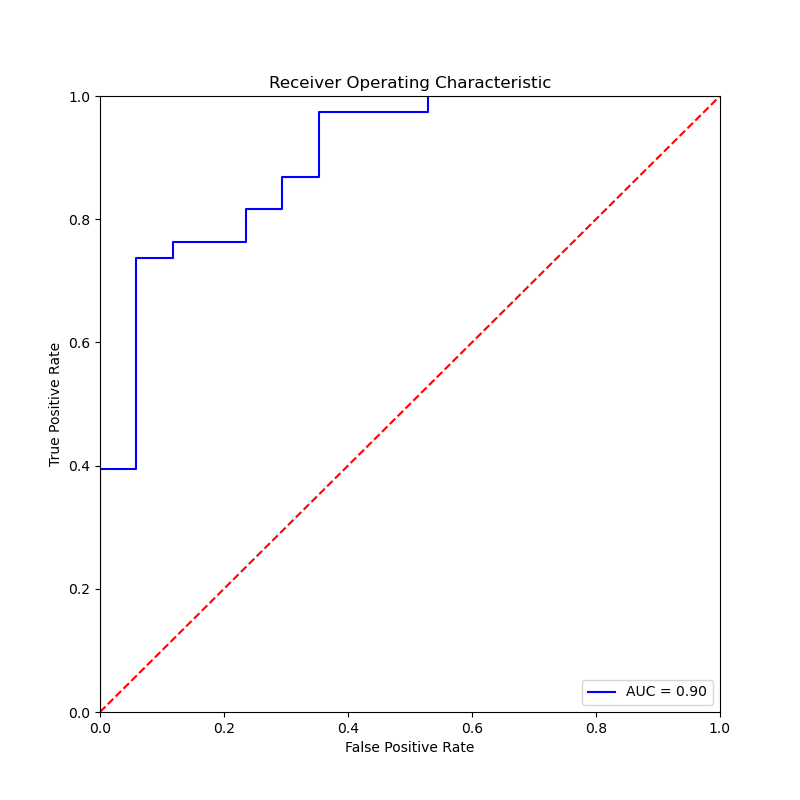 Receiver Operating Characteristic
1.0
0.8
0.6
0.4
0.2
0.0
True Positive Rate
AUC = 0.90
0.0 0.2 0.4 0.6 0.8 1.0
False Positive Rate